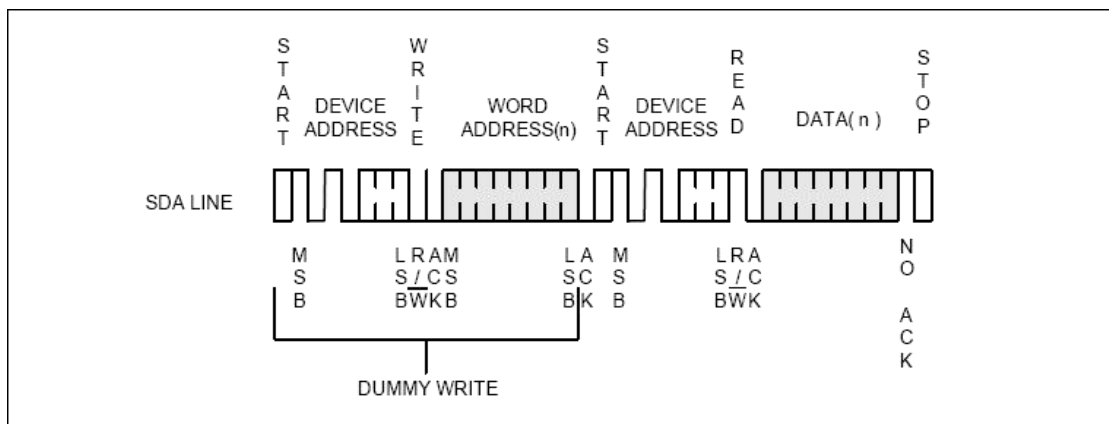 START
WRITE
START
READ
STOP
DEVICE
ADDRESS
WORD
ADDRESS(n)
DEVICE
ADDRESS
DATA( n )
SDA LINE
MSB
LSB
R/W
ACK
MSB
LSB
ACK
MSB
LSB
R/W
ACK
NO ACK
DUMMY WRITE